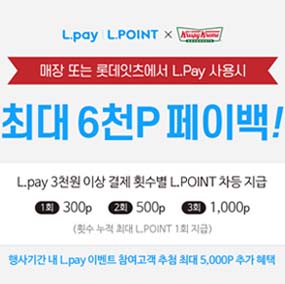 L.pay | L.POINT × Krispy Kreme DOUGHNUTS
매장 또는 롯데잇츠에서 L.Pay 사용시
최대 6천P 페이백!
L.pay 3천원 이상 결제 횟수별 L.POINT 차등 지급
1회 300p 2회 500p 3회 1,000p
(횟수 누적 최대 L.POINT 1회 지급)
행사기간 내 L.pay 이벤트 참여고객 추첨 최대 5,000P 추가 혜택